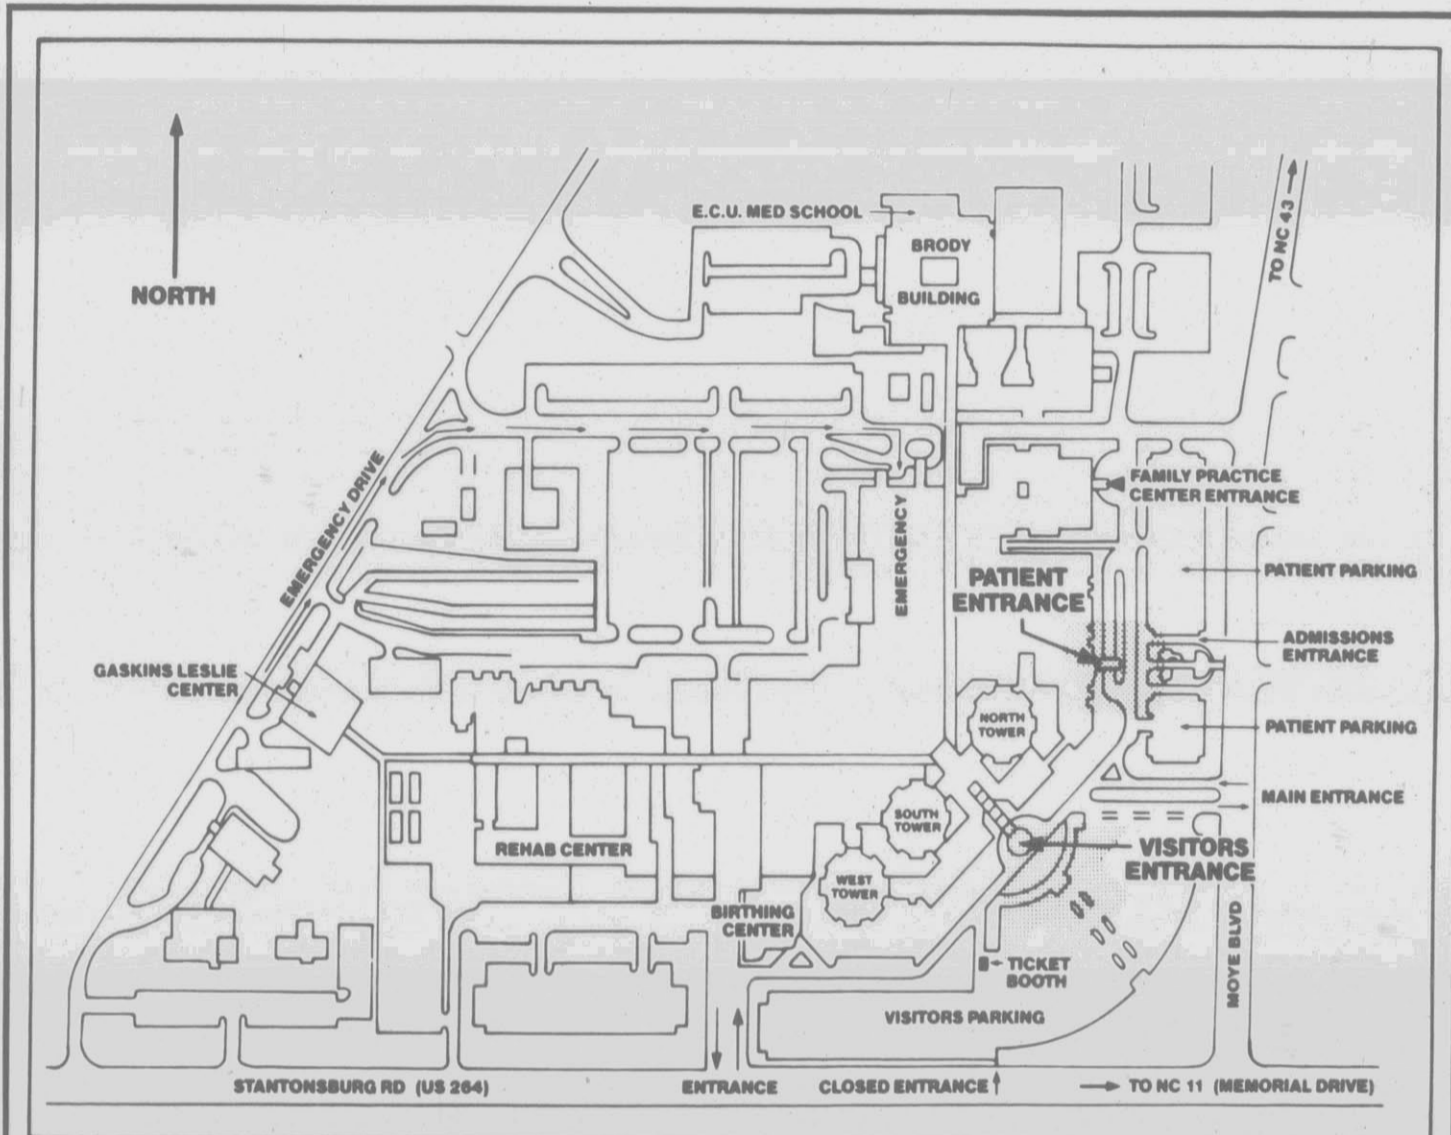 E.C.U. MED SCHOOL
BRODY
BUILDING
TO NC 43
NORTH
EMERGENCY DRIVE
FAMILY PRACTICE
CENTER ENTRANCE
EMERGENCY
PATIENT
ENTRANCE
PATIENT PARKING
ADMISSIONS
ENTRANCE
GASKINS LESLIE
CENTER
NORTH
TOWER
PATIENT PARKING
MAIN ENTRANCE
SOUTH
TOWER
REHAB CENTER
VISITORS
ENTRANCE
WEST
TOWER
BIRTHING
CENTER
TICKET
BOOTH
MOYE BLVD
VISITORS PARKING
STANTONSBURG RD (US 264)
ENTRANCE
CLOSED ENTRANCE
TO NC 11 (MEMORIAL DRIVE)